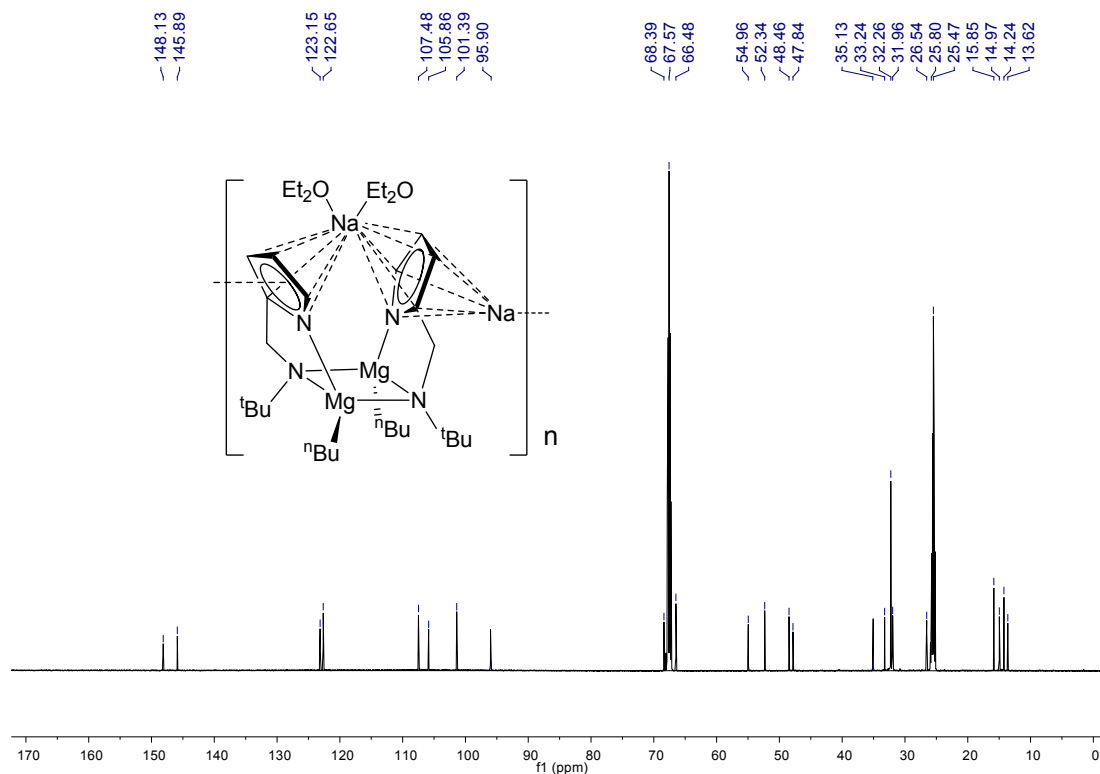 148.13
145.89
123.15
122.65
107.48
105.86
101.39
95.90
68.39
67.57
66.48
54.96
52.34
48.46
47.84
35.13
33.24
32.26
31.96
26.54
25.80
25.47
15.85
14.97
14.24
13.62
Et2O Et2O
Na
N N Na
N Mg
Mg N
tBu nBu tBu
nBu n
170 160 150 140 130 120 110 100 90 80 70 60 50 40 30 20 10 0
f1 (ppm)